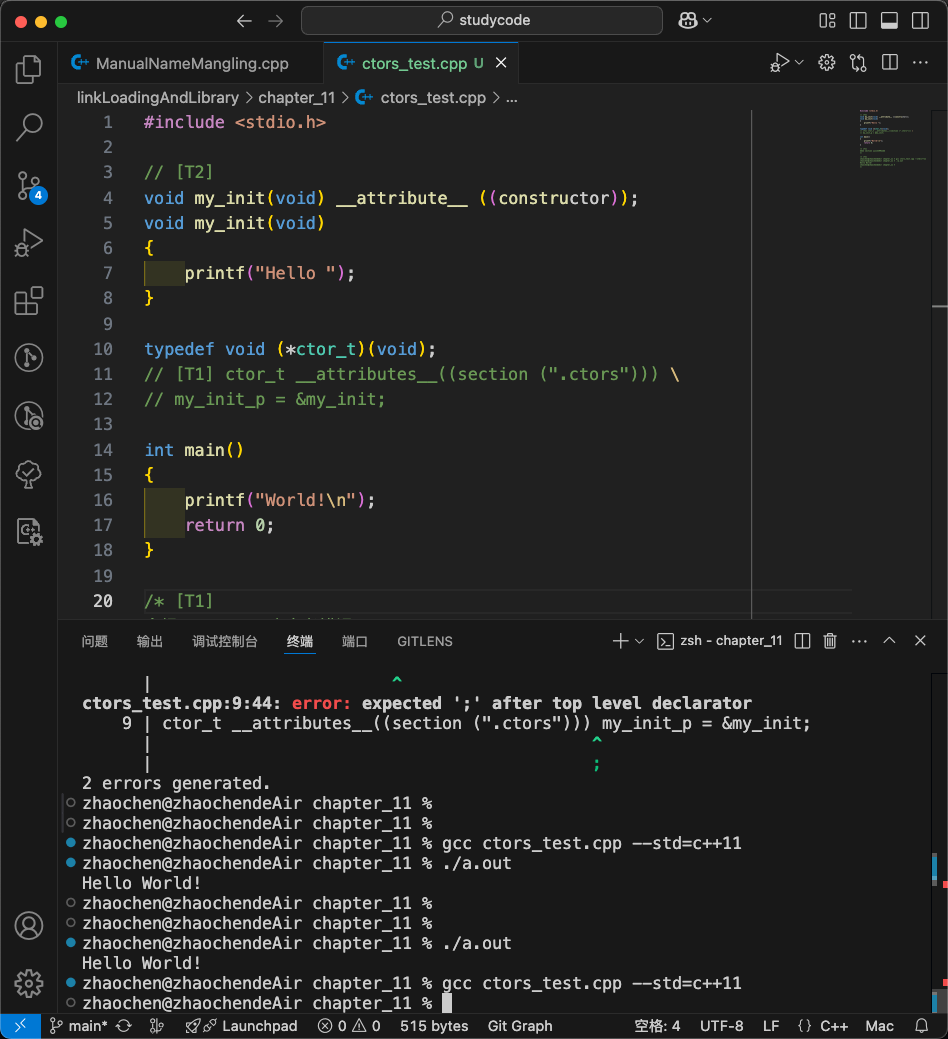 studycode
ManualNameMangling.cpp
ctors_test.cpp U
linkLoadingAndLibrary > chapter_11 > ctors_test.cpp > ...
1 #include <stdio.h>
2
3 // [T2]
4 void my_init(void) __attribute__ ((constructor));
5 void my_init(void)
6 {
7 printf("Hello ");
8 }
9
10 typedef void (*ctor_t)(void);
11 // [T1] ctor_t __attributes__((section (".ctors"))) \
12 // my_init_p = &my_init;
13
14 int main()
15 {
16 printf("World!\n");
17 return 0;
18 }
19
20 /* [T1]
4
问题 输出 调试控制台 终端 端口 GITLENS
zsh - chapter_11
| ^
ctors_test.cpp:9:44: error: expected ';' after top level declarator
9 | ctor_t __attributes__((section (".ctors"))) my_init_p = &my_init;
| ^
| ;
2 errors generated.
zhaochen@zhaochendeAir chapter_11 %
zhaochen@zhaochendeAir chapter_11 %
zhaochen@zhaochendeAir chapter_11 % gcc ctors_test.cpp --std=c++11
zhaochen@zhaochendeAir chapter_11 % ./a.out
Hello World!
zhaochen@zhaochendeAir chapter_11 %
zhaochen@zhaochendeAir chapter_11 %
zhaochen@zhaochendeAir chapter_11 % ./a.out
Hello World!
zhaochen@zhaochendeAir chapter_11 % gcc ctors_test.cpp --std=c++11
zhaochen@zhaochendeAir chapter_11 %
main* Launchpad 0 0 515 bytes Git Graph 空格: 4 UTF-8 LF {} C++ Mac